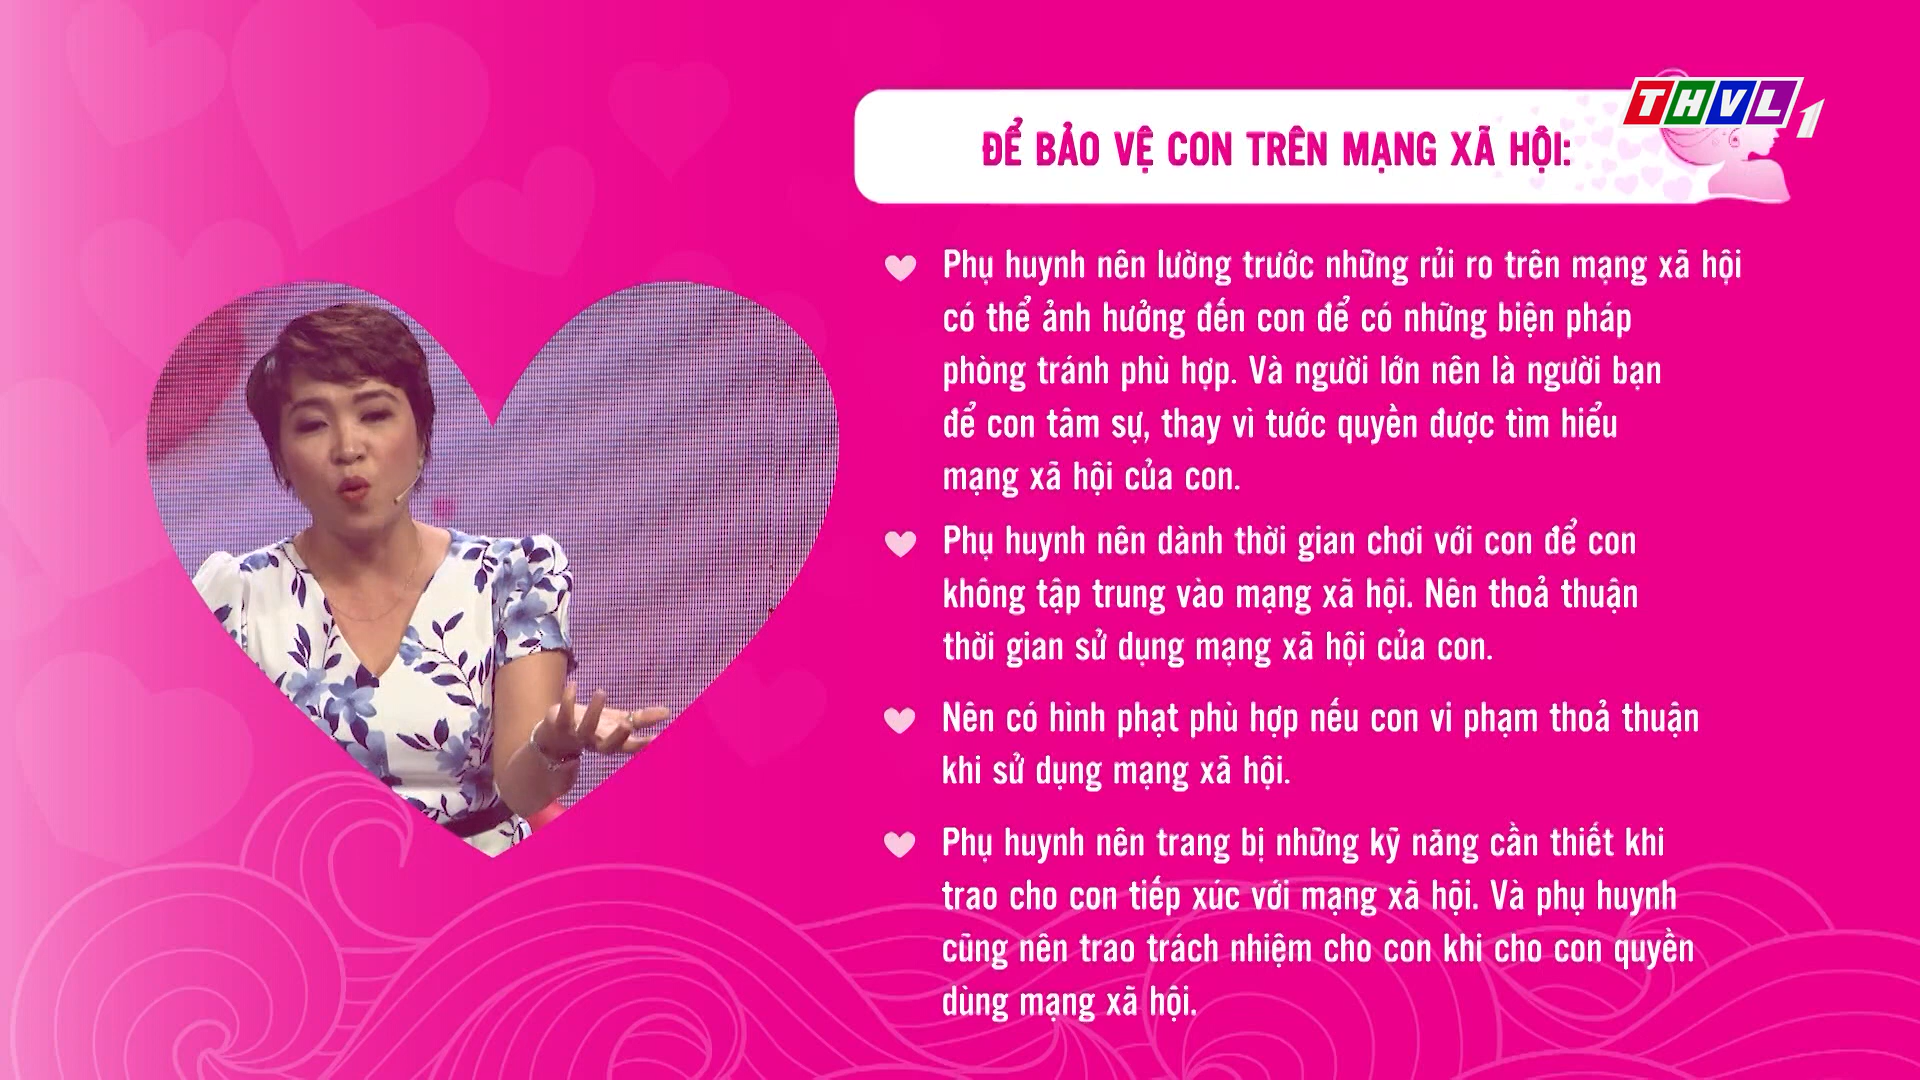 THVL1
ĐỂ BẢO VỆ CON TRÊN MẠNG XÃ HỘI:
Phụ huynh nên lường trước những rủi ro trên mạng xã hội
có thể ảnh hưởng đến con để có những biện pháp
phòng tránh phù hợp. Và người lớn nên là người bạn
để con tâm sự, thay vì tước quyền được tìm hiểu
mạng xã hội của con.
Phụ huynh nên dành thời gian chơi với con để con
không tập trung vào mạng xã hội. Nên thoả thuận
thời gian sử dụng mạng xã hội của con.
Nên có hình phạt phù hợp nếu con vi phạm thoả thuận
khi sử dụng mạng xã hội.
Phụ huynh nên trang bị những kỹ năng cần thiết khi
trao cho con tiếp xúc với mạng xã hội. Và phụ huynh
cũng nên trao trách nhiệm cho con khi cho con quyền
dùng mạng xã hội.